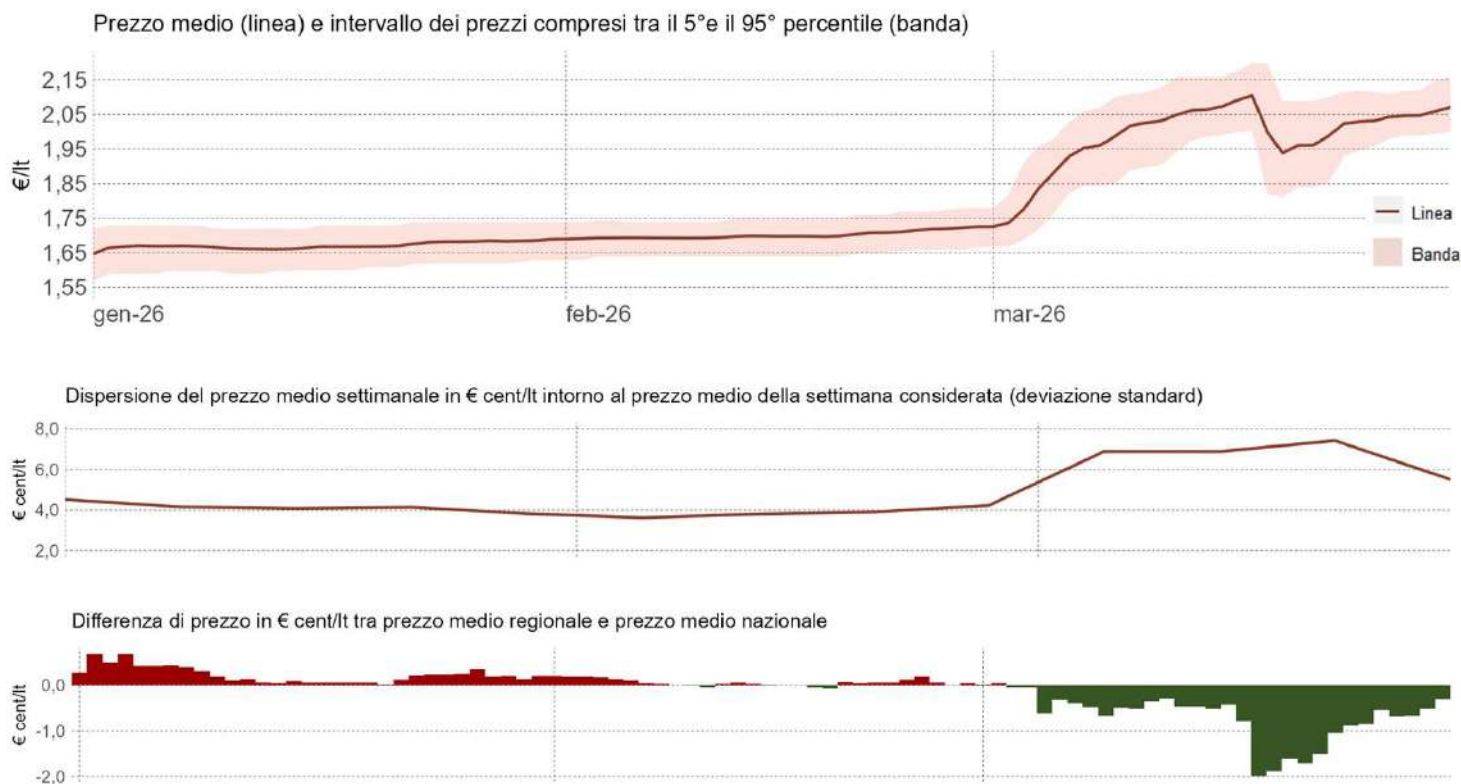 Prezzo medio (linea) e intervallo dei prezzi compresi tra il 5°e il 95° percentile (banda)
€/lt
2,15
2,05
1,95
1,85
1,75
1,65
1,55
gen-26 feb-26 mar-26
Linea
Banda
Dispersione del prezzo medio settimanale in € cent/lt intorno al prezzo medio della settimana considerata (deviazione standard)
€ cent/lt
8,0
6,0
4,0
2,0
Differenza di prezzo in € cent/lt tra prezzo medio regionale e prezzo medio nazionale
€ cent/lt
0,0
-1,0
-2,0